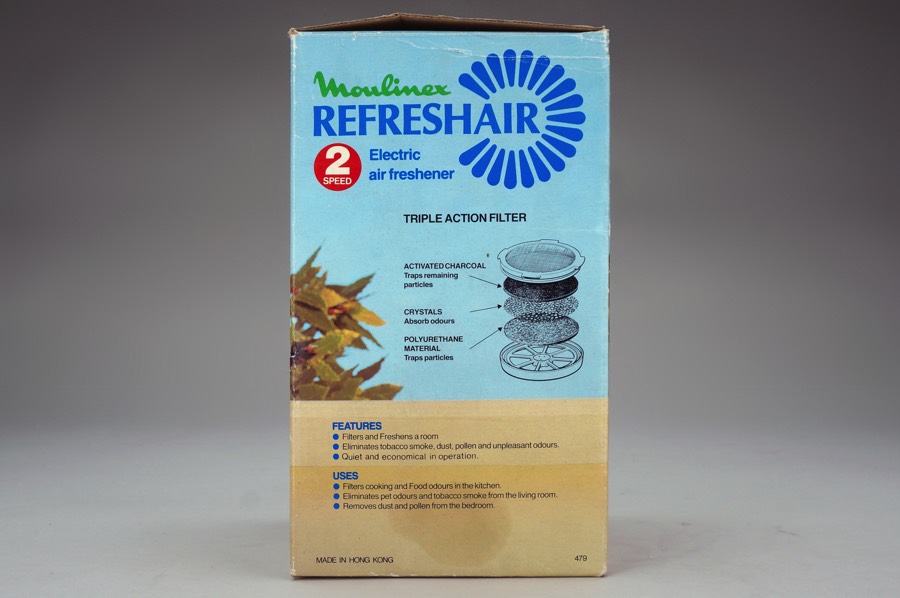 Moulinex
REFRESHAIR
2
SPEED
Electric
air freshener
TRIPLE ACTION FILTER
ACTIVATED CHARCOAL
Traps remaining
particles
CRYSTALS
Absorb odours
POLYURETHANE
MATERIAL
Traps particles
FEATURES
● Filters and Freshens a room
● Eliminates tobacco smoke, dust, pollen and unpleasant odours.
● Quiet and economical in operation.
USES
● Filters cooking and Food odours in the kitchen.
● Eliminates pet odours and tobacco smoke from the living room.
● Removes dust and pollen from the bedroom.
MADE IN HONG KONG
479